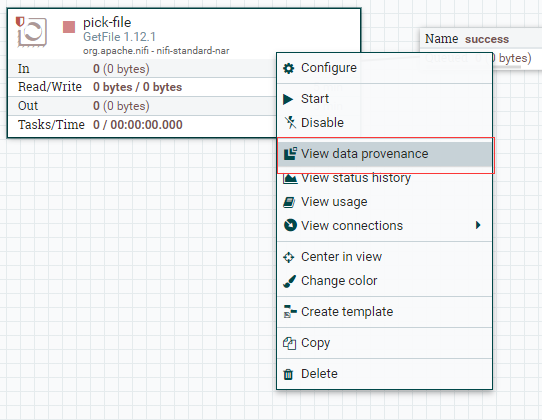 pick-file
GetFile 1.12.1
org.apache.nifi - nifi-standard-nar
In 0 (0 bytes)
Read/Write 0 bytes / 0 bytes
Out 0 (0 bytes)
Tasks/Time 0 / 00:00:00.000
Name success
Queued 0 (0 bytes)
Configure
Start
Disable
View data provenance
View status history
View usage
View connections
Center in view
Change color
Create template
Copy
Delete